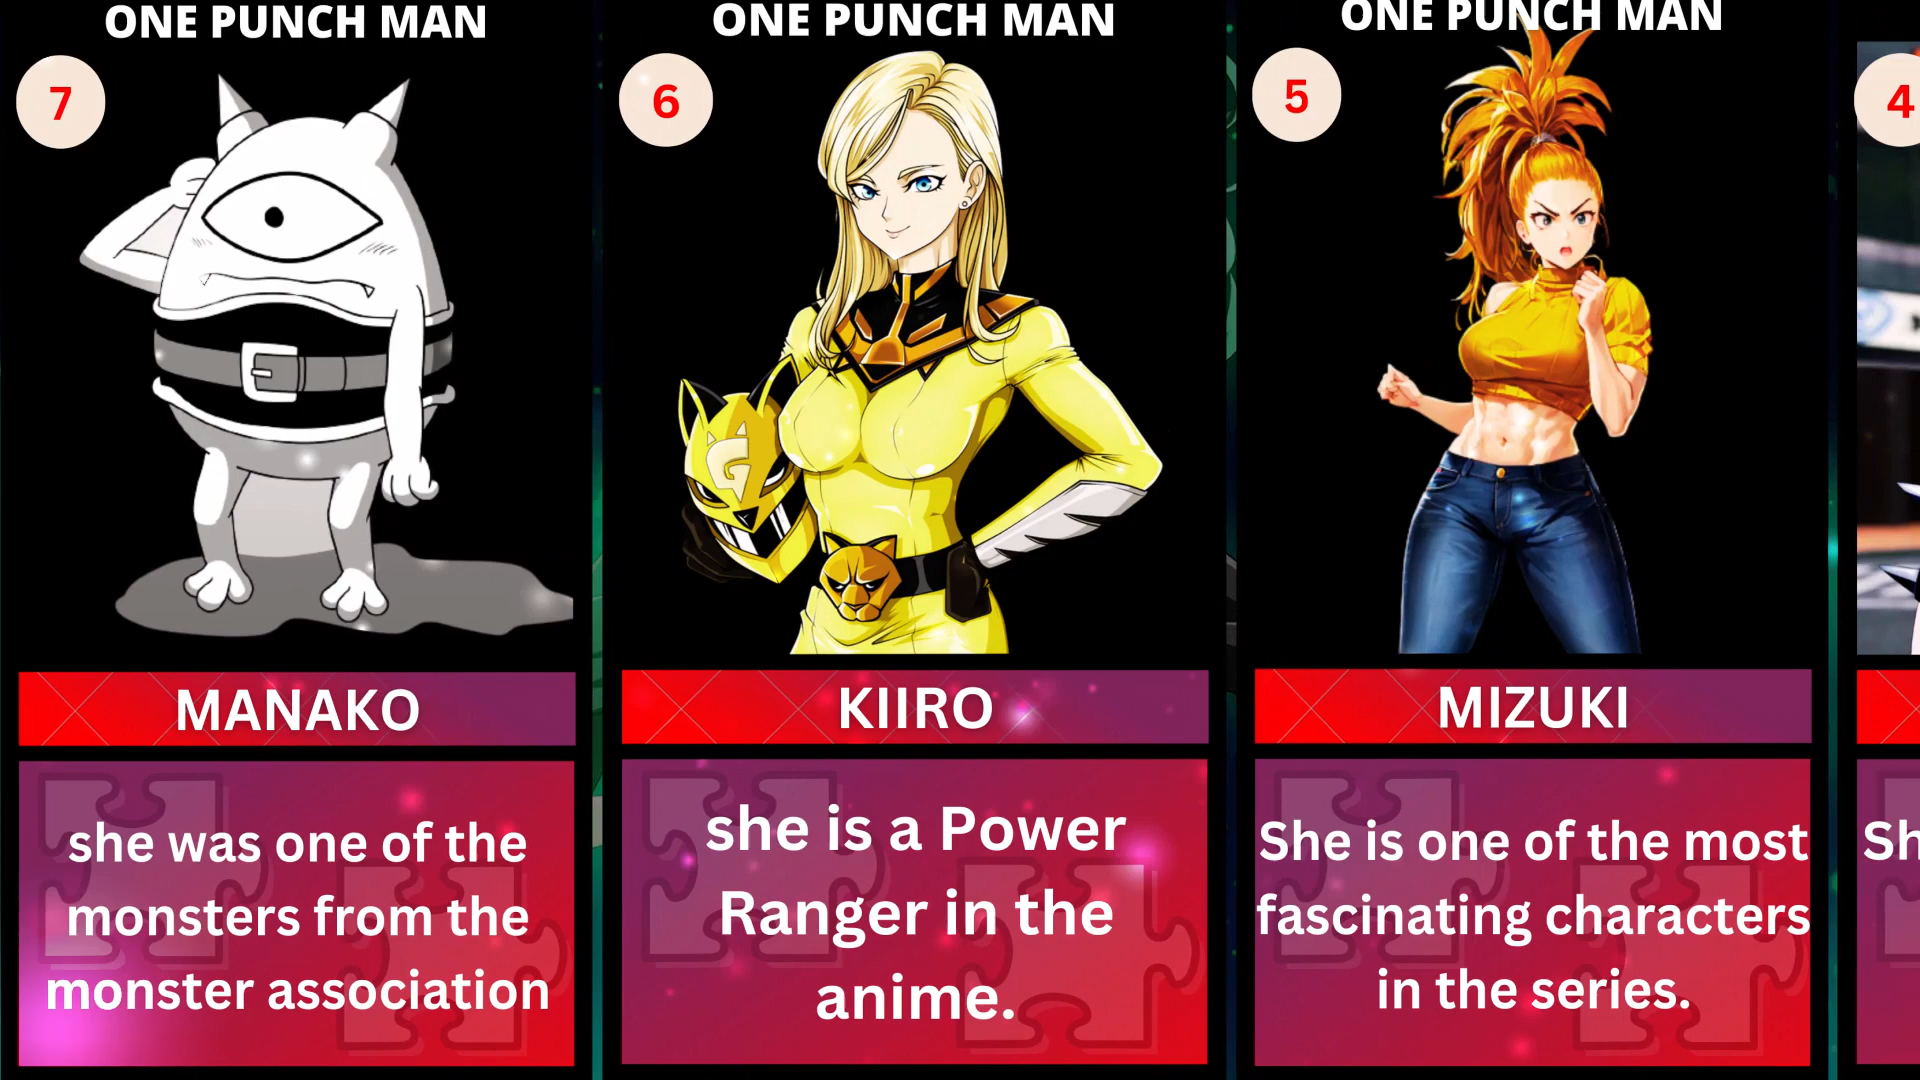 ONE PUNCH MAN
7
MANAKO
she was one of the
monsters from the
monster association
ONE PUNCH MAN
6
G
KIIRO
she is a Power
Ranger in the
anime.
ONE PUNCH MAN
5
MIZUKI
She is one of the most
fascinating characters
in the series.
4
Sh